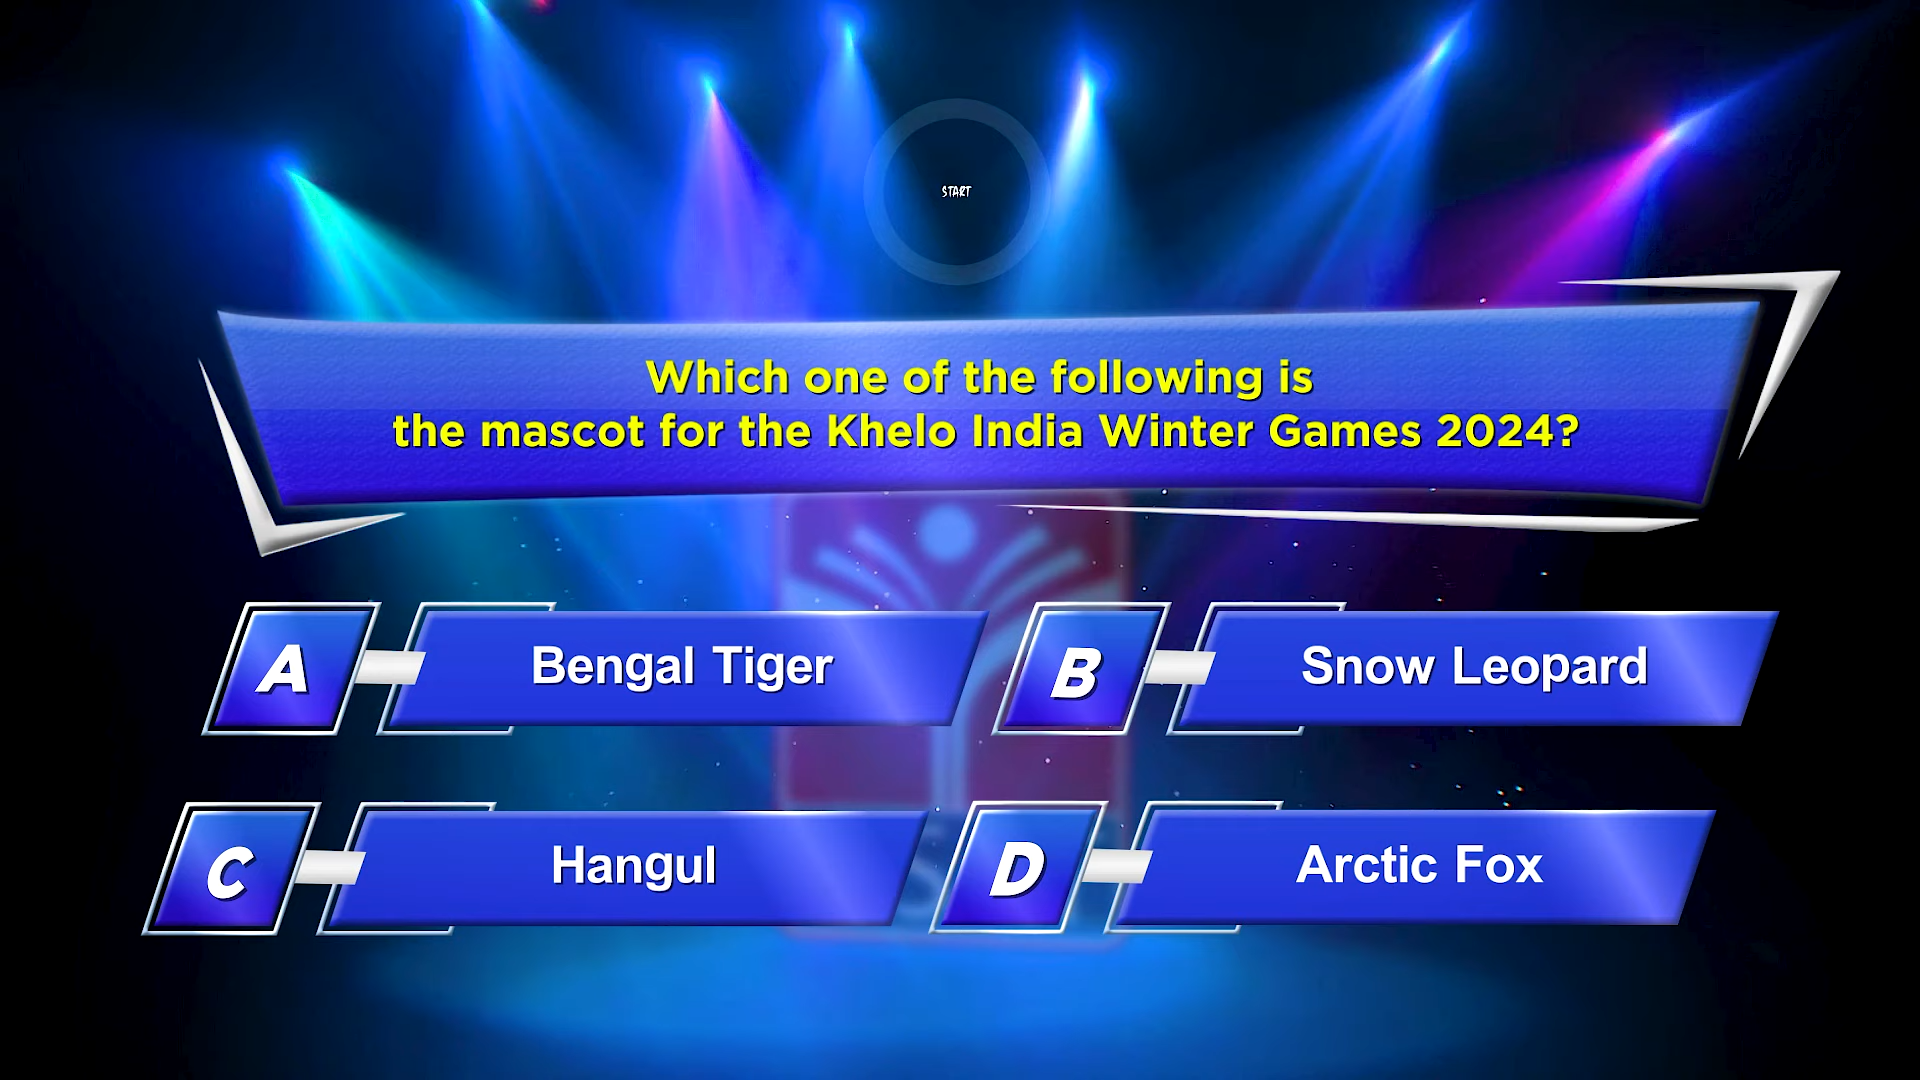 START
Which one of the following is
the mascot for the Khelo India Winter Games 2024?
A Bengal Tiger
B Snow Leopard
C Hangul
D Arctic Fox